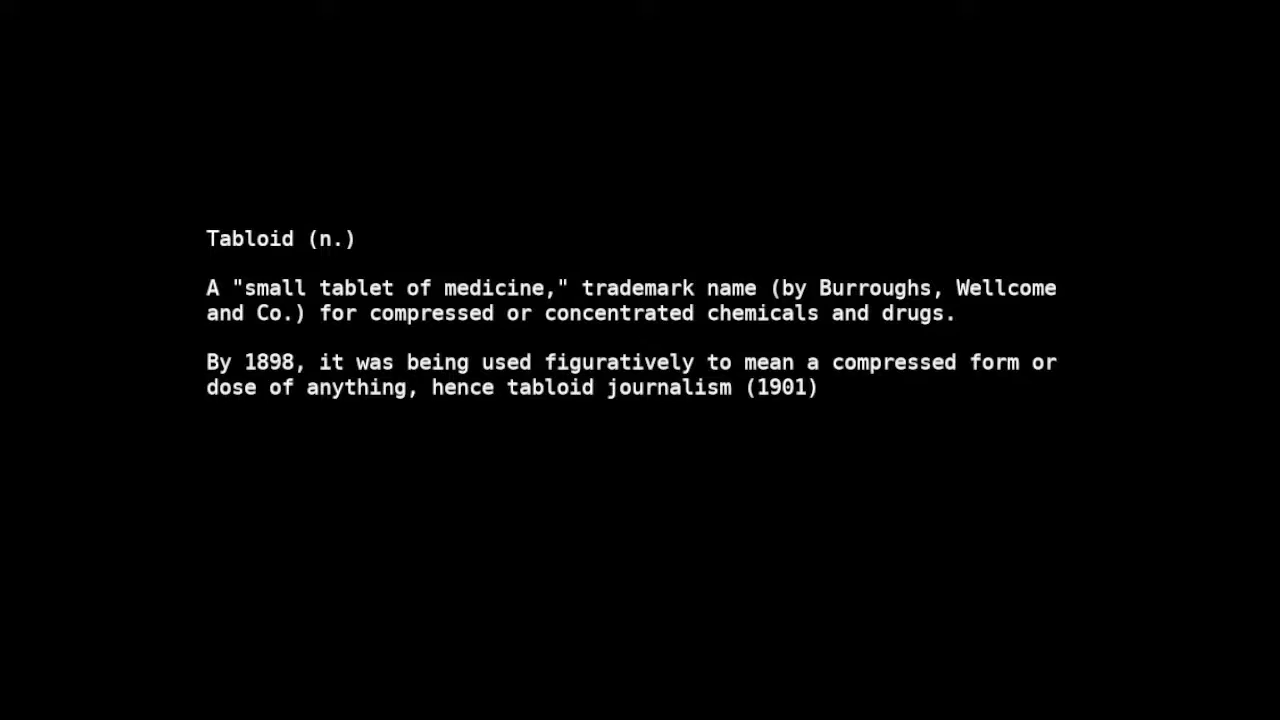 Tabloid (n.)
A "small tablet of medicine," trademark name (by Burroughs, Wellcome
and Co.) for compressed or concentrated chemicals and drugs.
By 1898, it was being used figuratively to mean a compressed form or
dose of anything, hence tabloid journalism (1901)